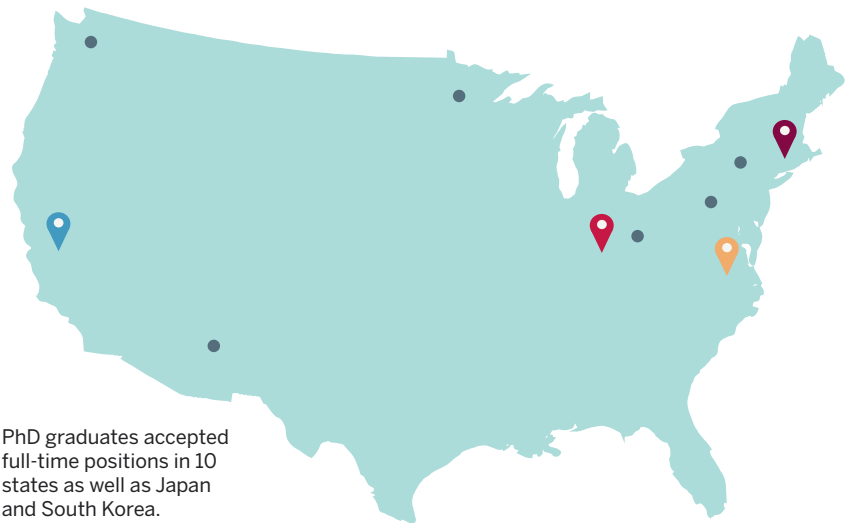 PhD graduates accepted
full-time positions in 10
states as well as Japan
and South Korea.